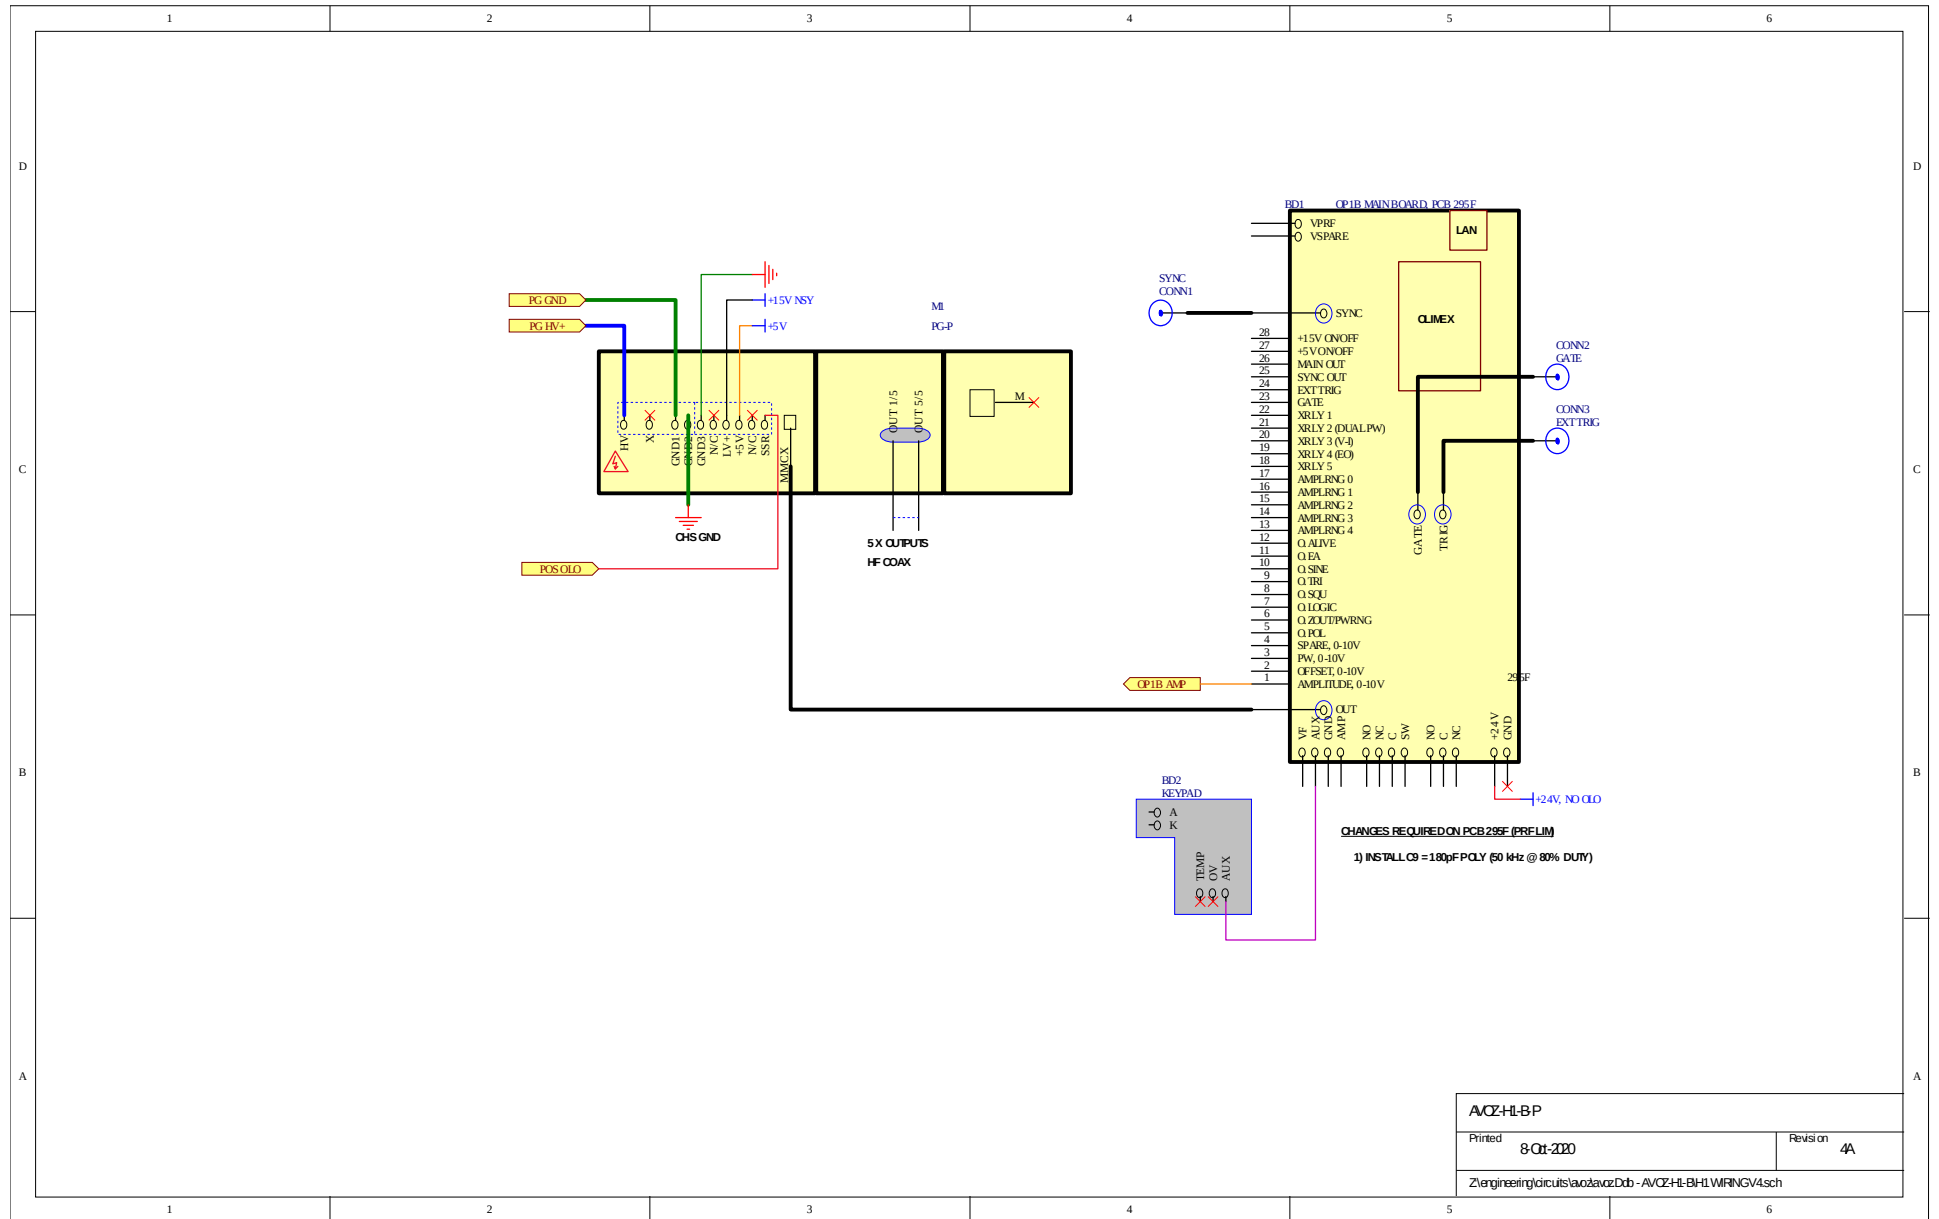 1 2 3 4 5 6
D D
BD1 OP1B MAIN BOARD, PCB 295F
VPRF
VSPARE
LAN
SYNC
CONN1
SYNC
OLIMEX
PG GND
PG HV+
+15V NSY
+5V
M1
PG-P
HV
X
GND1
GND2
GND3
N/C
LV+
+5V
N/C
SSR
MMCX
OUT 1/5
OUT 5/5
M
CHS GND
5 X OUTPUTS
HF COAX
POS OLO
28 +15V ON/OFF
27 +5V ON/OFF
26 MAIN OUT
25 SYNC OUT
24 EXT TRIG
23 GATE
22 XRLY 1
21 XRLY 2 (DUAL PW)
20 XRLY 3 (V-I)
19 XRLY 4 (EO)
18 XRLY 5
17 AMPLRNG 0
16 AMPLRNG 1
15 AMPLRNG 2
14 AMPLRNG 3
13 AMPLRNG 4
12 O.ALIVE
11 O.EA
10 O.SINE
9 O.TRI
8 O.SQU
7 O.LOGIC
6 O.ZOUT/PWRNG
5 O.POL
4 SPARE, 0-10V
3 PW, 0-10V
2 OFFSET, 0-10V
1 AMPLITUDE, 0-10V
CONN2
GATE
CONN3
EXT TRIG
GATE
TRIG
C C
OP1B AMP
295F
OUT
VF
AUX
GND
AMP
NO
NC
C
SW
NO
C
NC
+24V
GND
+24V, NO OLO
B B
BD2
KEYPAD
A
K
TEMP
OV
AUX
CHANGES REQUIRED ON PCB 295F (PRF LIM)
1) INSTALL C9 = 180pF POLY (50 kHz @ 80% DUTY)
A A
AVOZ-H1-B-P
Printed 8-Oct-2020 Revision 4A
Z:\engineering\circuits\avoz\avoz.Ddb - AVOZ-H1-B\H1 WIRINGV4.sch
1 2 3 4 5 6